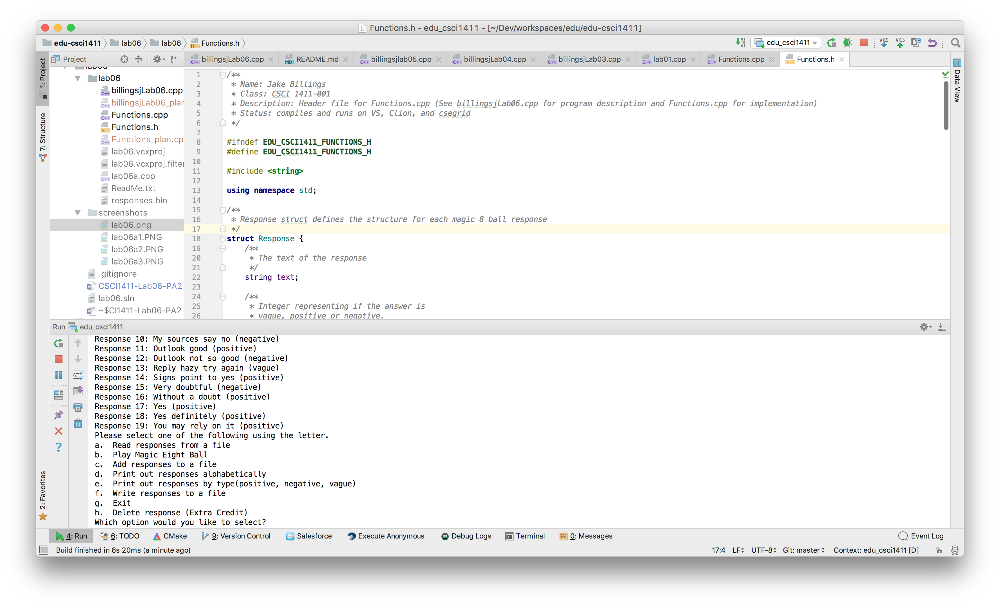 Functions.h - edu_csci1411 - [~/Dev/workspaces/edu/edu-csci1411]
edu-csci1411 lab06 lab06 Functions.h edu_csci1411 VCS VCS
Project billingsjLab06.cpp README.md billingsjlab05.cpp billingsjLab04.cpp billingsjLab03.cpp lab01.cpp Functions.cpp Functions.h
1: Project
7: Structure
2: Favorites
Data View
lab06
lab06
billingsjLab06.cpp
billingsjLab06_plan
Functions.cpp
Functions.h
Functions_plan.cp
lab06.vcxproj
lab06.vcxproj.filter
lab06a.cpp
ReadMe.txt
responses.bin
screenshots
lab06.png
lab06a1.PNG
lab06a2.PNG
lab06a3.PNG
.gitignore
CSCI1411-Lab06-PA2
lab06.sln
~$CI1411-Lab06-PA2
1 /**
2  * Name: Jake Billings
3  * Class: CSCI 1411-001
4  * Description: Header file for Functions.cpp (See billingsjLab06.cpp for program description and Functions.cpp for implementation)
5  * Status: compiles and runs on VS, Clion, and csegrid
6  */
7
8 #ifndef EDU_CSCI1411_FUNCTIONS_H
9 #define EDU_CSCI1411_FUNCTIONS_H
10
11 #include <string>
12
13 using namespace std;
14
15 /**
16  * Response struct defines the structure for each magic 8 ball response
17  */
18 struct Response {
19     /**
20      * The text of the response
21      */
22     string text;
23
24     /**
25      * Integer representing if the answer is
26      * vague, positive or negative.
Run edu_csci1411
Response 10: My sources say no (negative)
Response 11: Outlook good (positive)
Response 12: Outlook not so good (negative)
Response 13: Reply hazy try again (vague)
Response 14: Signs point to yes (positive)
Response 15: Very doubtful (negative)
Response 16: Without a doubt (positive)
Response 17: Yes (positive)
Response 18: Yes definitely (positive)
Response 19: You may rely on it (positive)
Please select one of the following using the letter.
a.  Read responses from a file
b.  Play Magic Eight Ball
c.  Add responses to a file
d.  Print out responses alphabetically
e.  Print out responses by type(positive, negative, vague)
f.  Write responses to a file
g.  Exit
h.  Delete response (Extra Credit)
Which option would you like to select?
4: Run 6: TODO CMake 9: Version Control Salesforce Execute Anonymous Debug Logs Terminal 0: Messages Event Log
Build finished in 6s 20ms (a minute ago) 17:4 LF UTF-8 Git: master Context: edu_csci1411 [D]